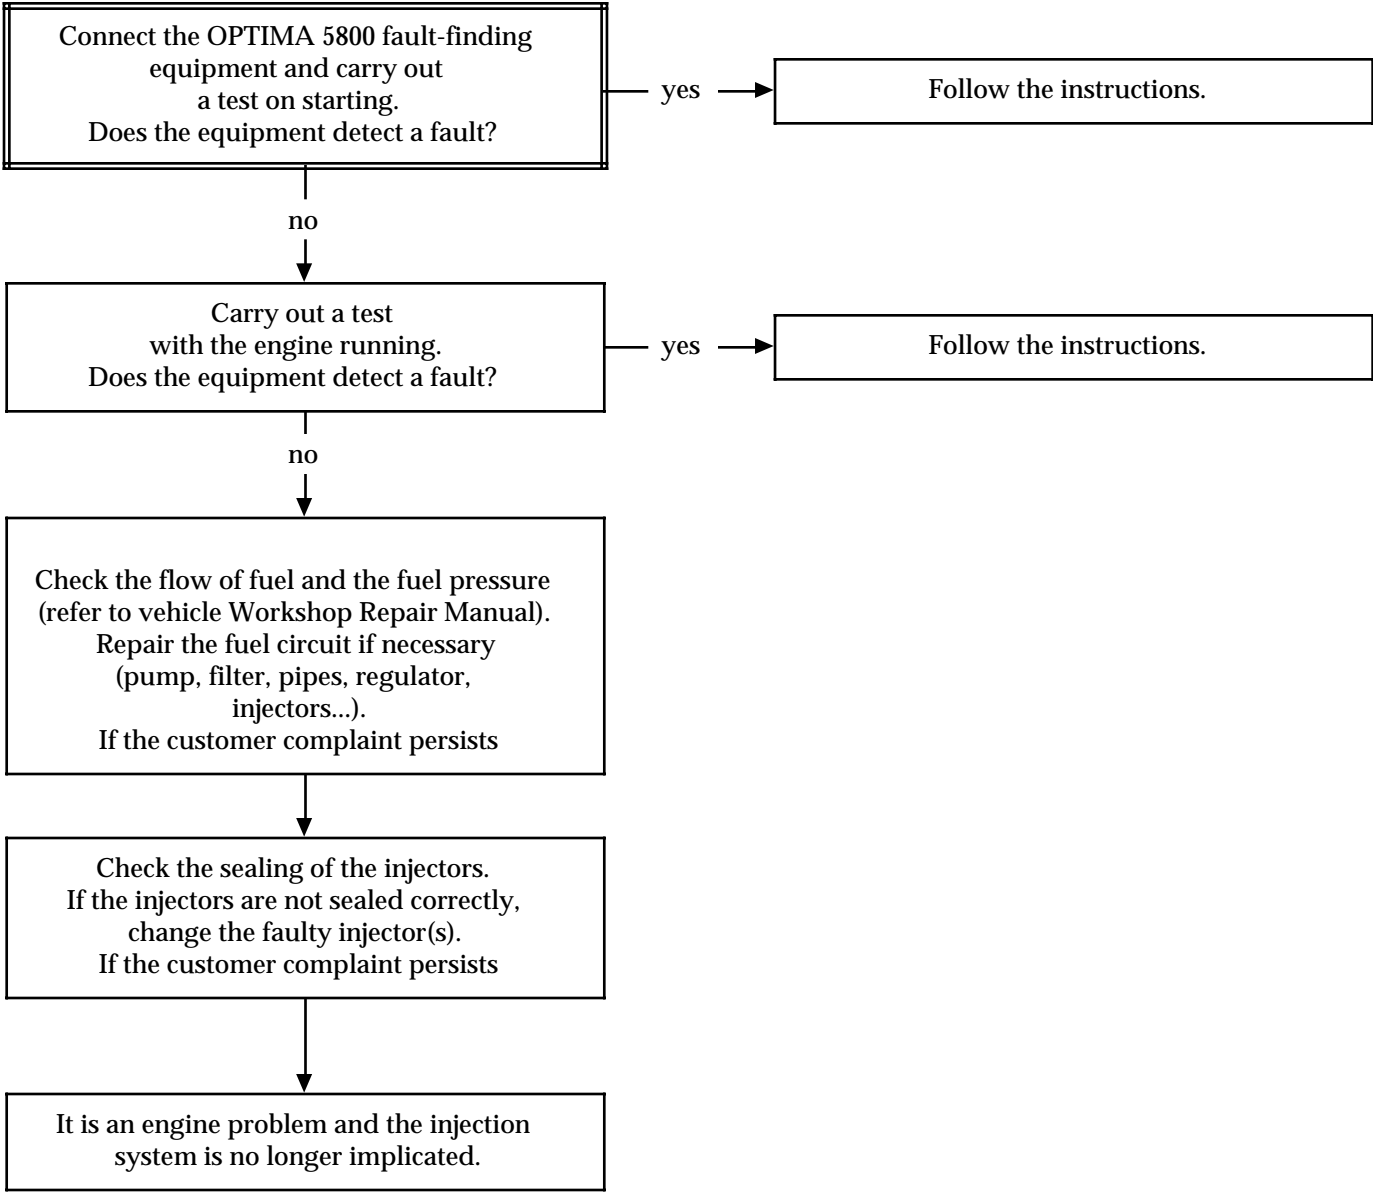 Connect the OPTIMA 5800 fault-finding
equipment and carry out
a test on starting.
Does the equipment detect a fault?
yes
Follow the instructions.
no
Carry out a test
with the engine running.
Does the equipment detect a fault?
yes
Follow the instructions.
no
Check the flow of fuel and the fuel pressure
(refer to vehicle Workshop Repair Manual).
Repair the fuel circuit if necessary
(pump, filter, pipes, regulator,
injectors...).
If the customer complaint persists
Check the sealing of the injectors.
If the injectors are not sealed correctly,
change the faulty injector(s).
If the customer complaint persists
It is an engine problem and the injection
system is no longer implicated.